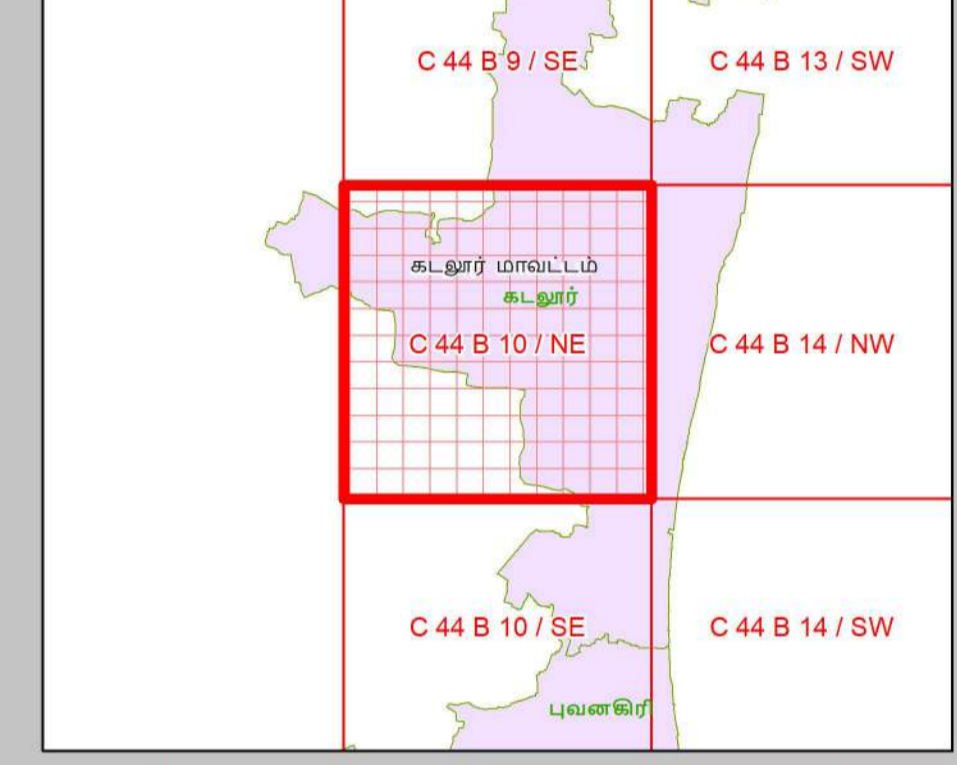 C 44 B 9 / SE
C 44 B 13 / SW
கடலூர் மாவட்டம்
கடலூர்
C 44 B 10 / NE
C 44 B 14 / NW
C 44 B 10 / SE
C 44 B 14 / SW
புவனகிரி